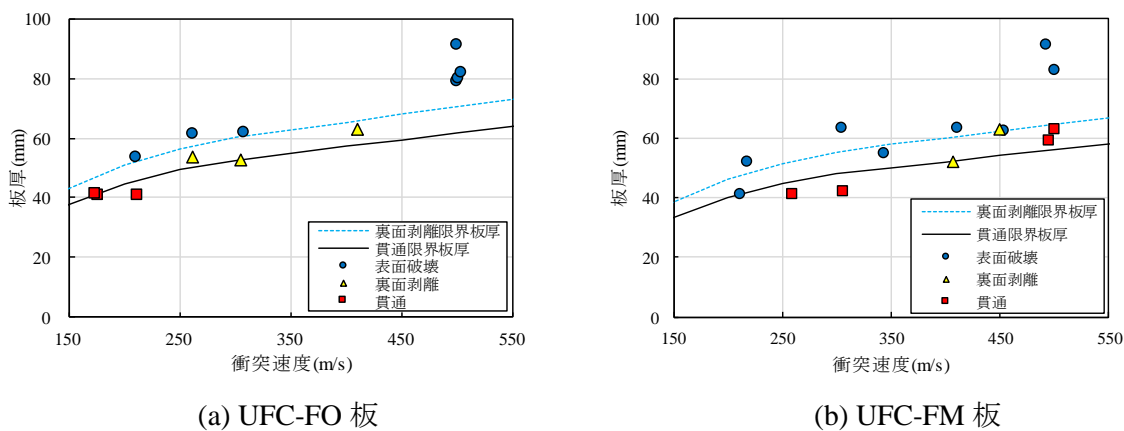 100
80
60
40
20
0
板厚(mm)
150 250 350 450 550
衝突速度(m/s)
裏面剥離限界板厚
貫通限界板厚
表面破壊
裏面剥離
貫通
(a) UFC-FO 板
100
80
60
40
20
0
板厚(mm)
150 250 350 450 550
衝突速度(m/s)
裏面剥離限界板厚
貫通限界板厚
表面破壊
裏面剥離
貫通
(b) UFC-FM 板